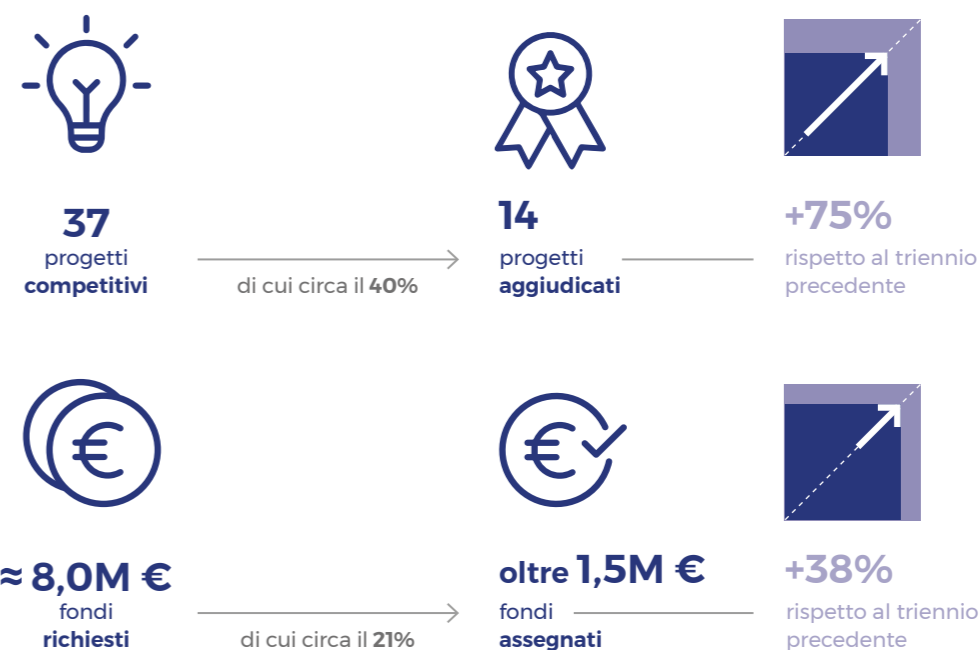 37
progetti
competitivi
di cui circa il 40%
14
progetti
aggiudicati
+75%
rispetto al triennio
precedente
≈ 8,0M €
fondi
richiesti
di cui circa il 21%
oltre 1,5M €
fondi
assegnati
+38%
rispetto al triennio
precedente